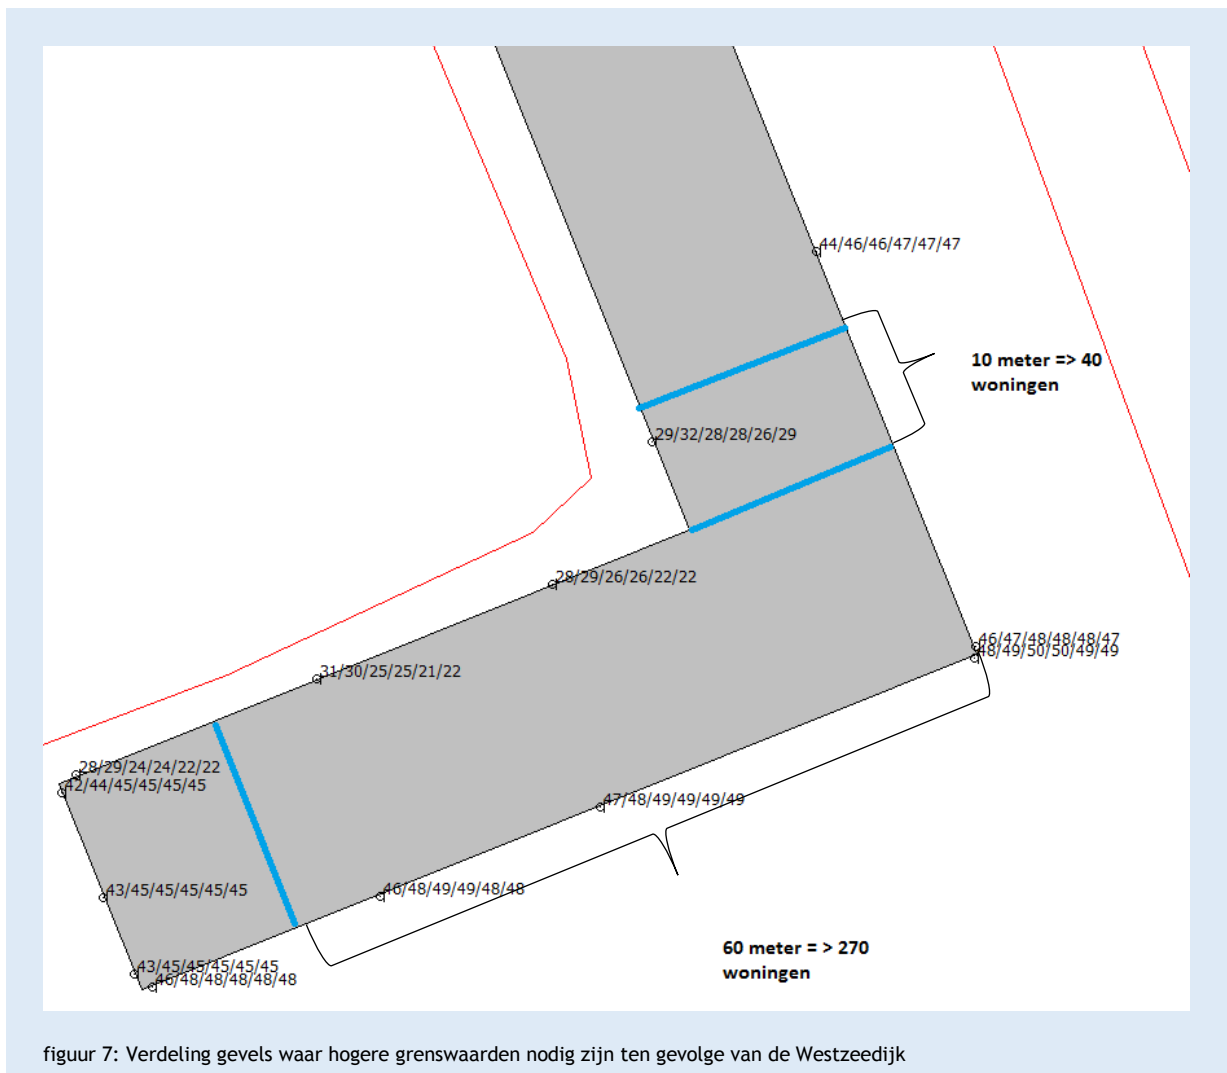 44/46/46/47/47/47
10 meter => 40
woningen
29/32/28/28/26/29
28/29/26/26/22/22
46/47/48/48/48/47
48/49/50/50/49/49
31/30/25/25/21/22
28/29/24/24/22/22
42/44/45/45/45/45
47/48/49/49/49/49
46/48/49/49/48/48
43/45/45/45/45/45
60 meter = > 270
woningen
43/45/45/45/45/45
46/48/48/48/48/48
figuur 7: Verdeling gevels waar hogere grenswaarden nodig zijn ten gevolge van de Westzeedijk